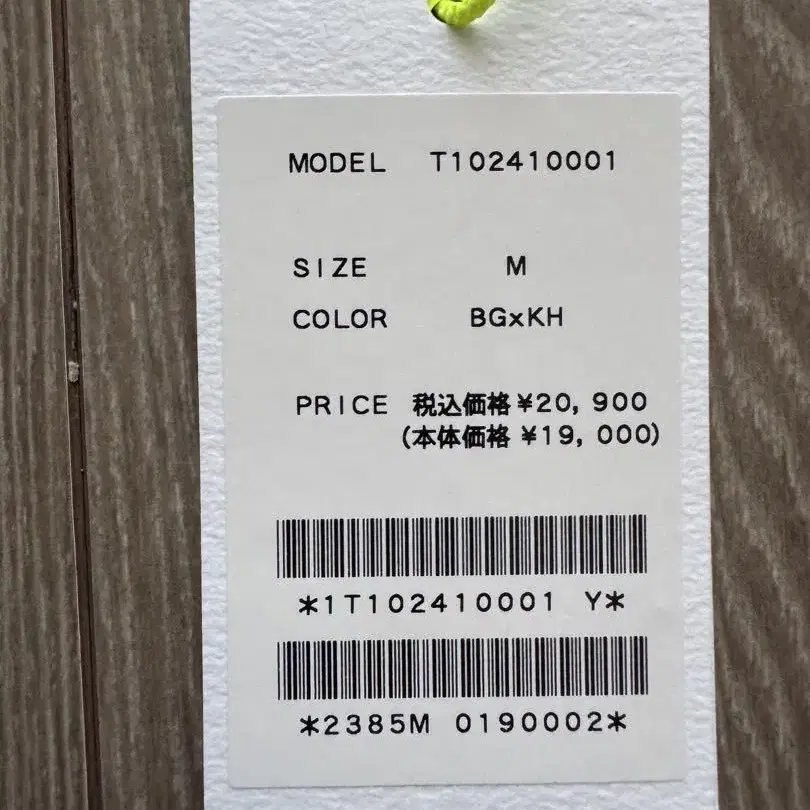 MODEL T102410001
SIZE M
COLOR BGxKH
PRICE 税込価格¥20,900
(本体価格 ¥19,000)
*1T102410001 Y*
*2385M 0190002*